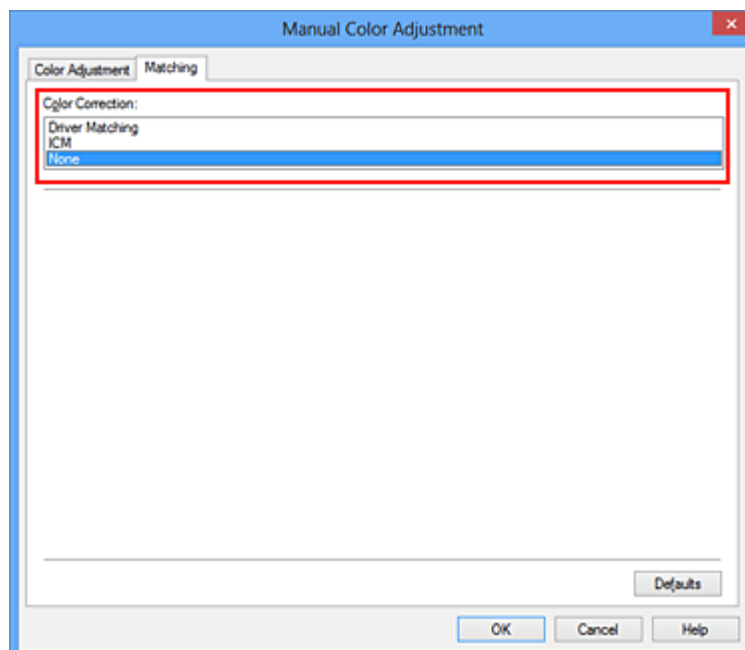 Manual Color Adjustment
Color Adjustment Matching
Color Correction:
Driver Matching
ICM
None
Defaults
OK Cancel Help